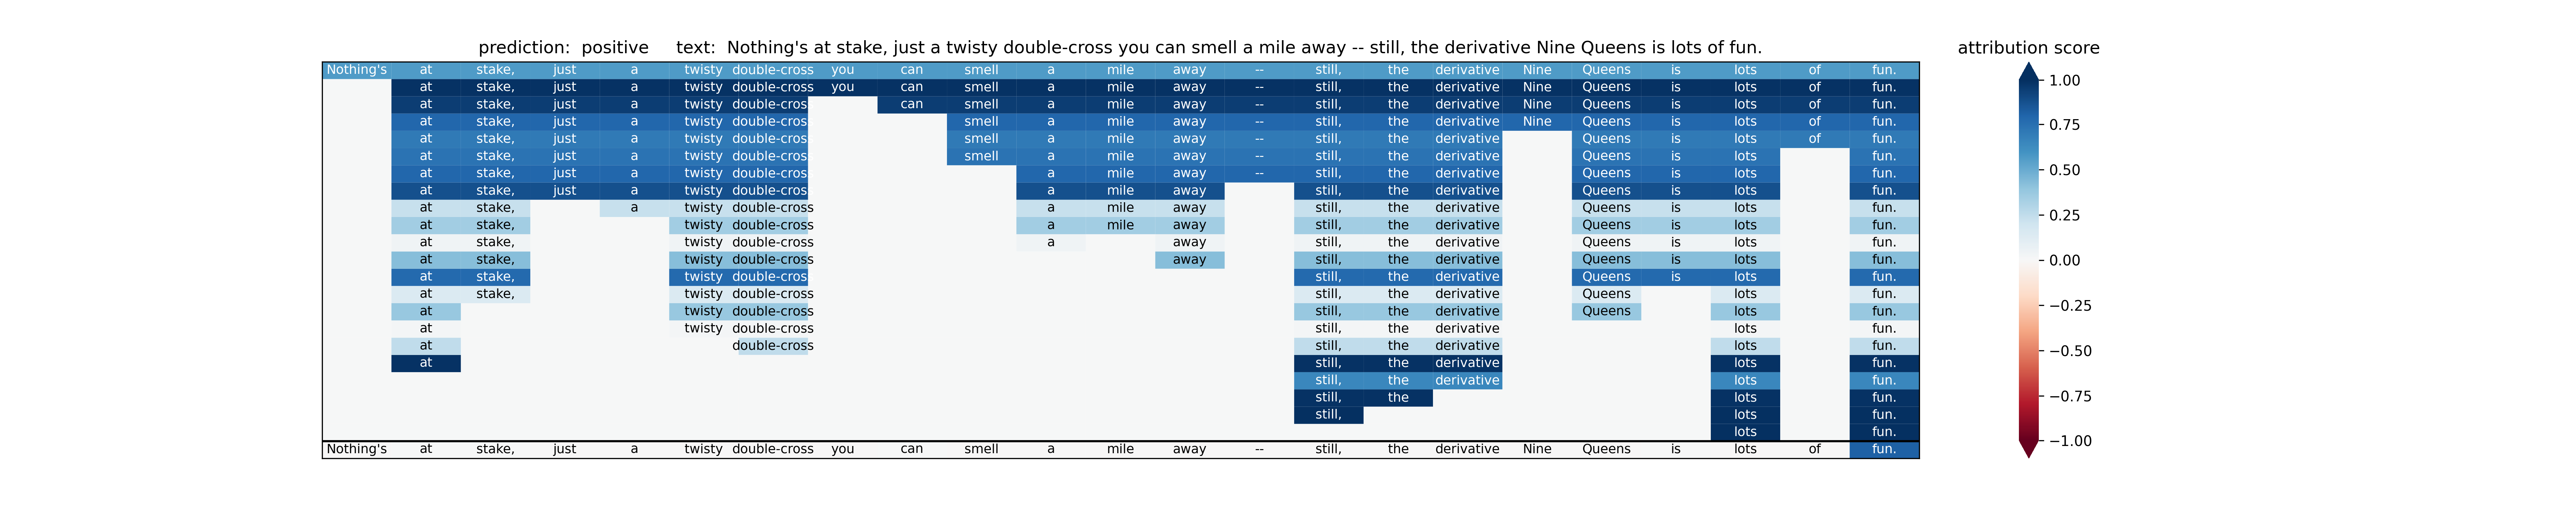 prediction: positive text: Nothing's at stake, just a twisty double-cross you can smell a mile away -- still, the derivative Nine Queens is lots of fun.
attribution score
Nothing's at stake, just a twisty double-cross you can smell a mile away -- still, the derivative Nine Queens is lots of fun.
at stake, just a twisty double-cross you can smell a mile away -- still, the derivative Nine Queens is lots of fun.
at stake, just a twisty double-cros can smell a mile away -- still, the derivative Nine Queens is lots of fun.
at stake, just a twisty double-cros smell a mile away -- still, the derivative Nine Queens is lots of fun.
at stake, just a twisty double-cros smell a mile away -- still, the derivative Queens is lots of fun.
at stake, just a twisty double-cros smell a mile away -- still, the derivative Queens is lots fun.
at stake, just a twisty double-cros a mile away -- still, the derivative Queens is lots fun.
at stake, just a twisty double-cros a mile away still, the derivative Queens is lots fun.
at stake, a twisty double-cross a mile away still, the derivative Queens is lots fun.
at stake, twisty double-cross a mile away still, the derivative Queens is lots fun.
at stake, twisty double-cross a away still, the derivative Queens is lots fun.
at stake, twisty double-cross away still, the derivative Queens is lots fun.
at stake, twisty double-cros still, the derivative Queens is lots fun.
at stake, twisty double-cross still, the derivative Queens lots fun.
at twisty double-cross still, the derivative Queens lots fun.
at twisty double-cross still, the derivative lots fun.
at double-cross still, the derivative lots fun.
at still, the derivative lots fun.
still, the derivative lots fun.
still, the lots fun.
still, lots fun.
lots fun.
Nothing's at stake, just a twisty double-cross you can smell a mile away -- still, the derivative Nine Queens is lots of fun.
1.00
0.75
0.50
0.25
0.00
−0.25
−0.50
−0.75
−1.00